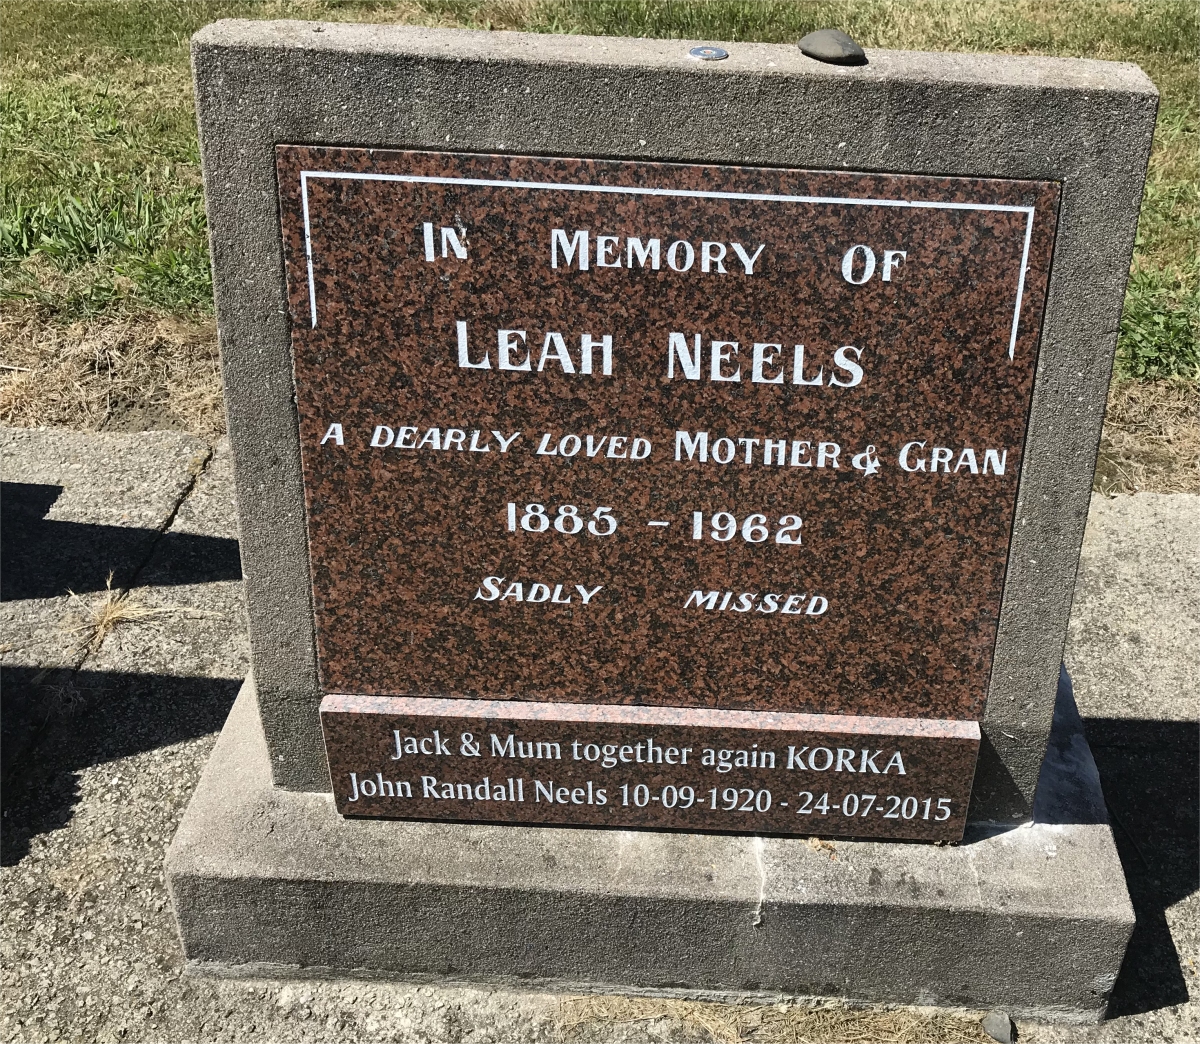 IN MEMORY OF
LEAH NEELS
A DEARLY LOVED MOTHER & GRAN
1885 - 1962
SADLY MISSED
Jack & Mum together again KORKA
John Randall Neels 10-09-1920 - 24-07-2015